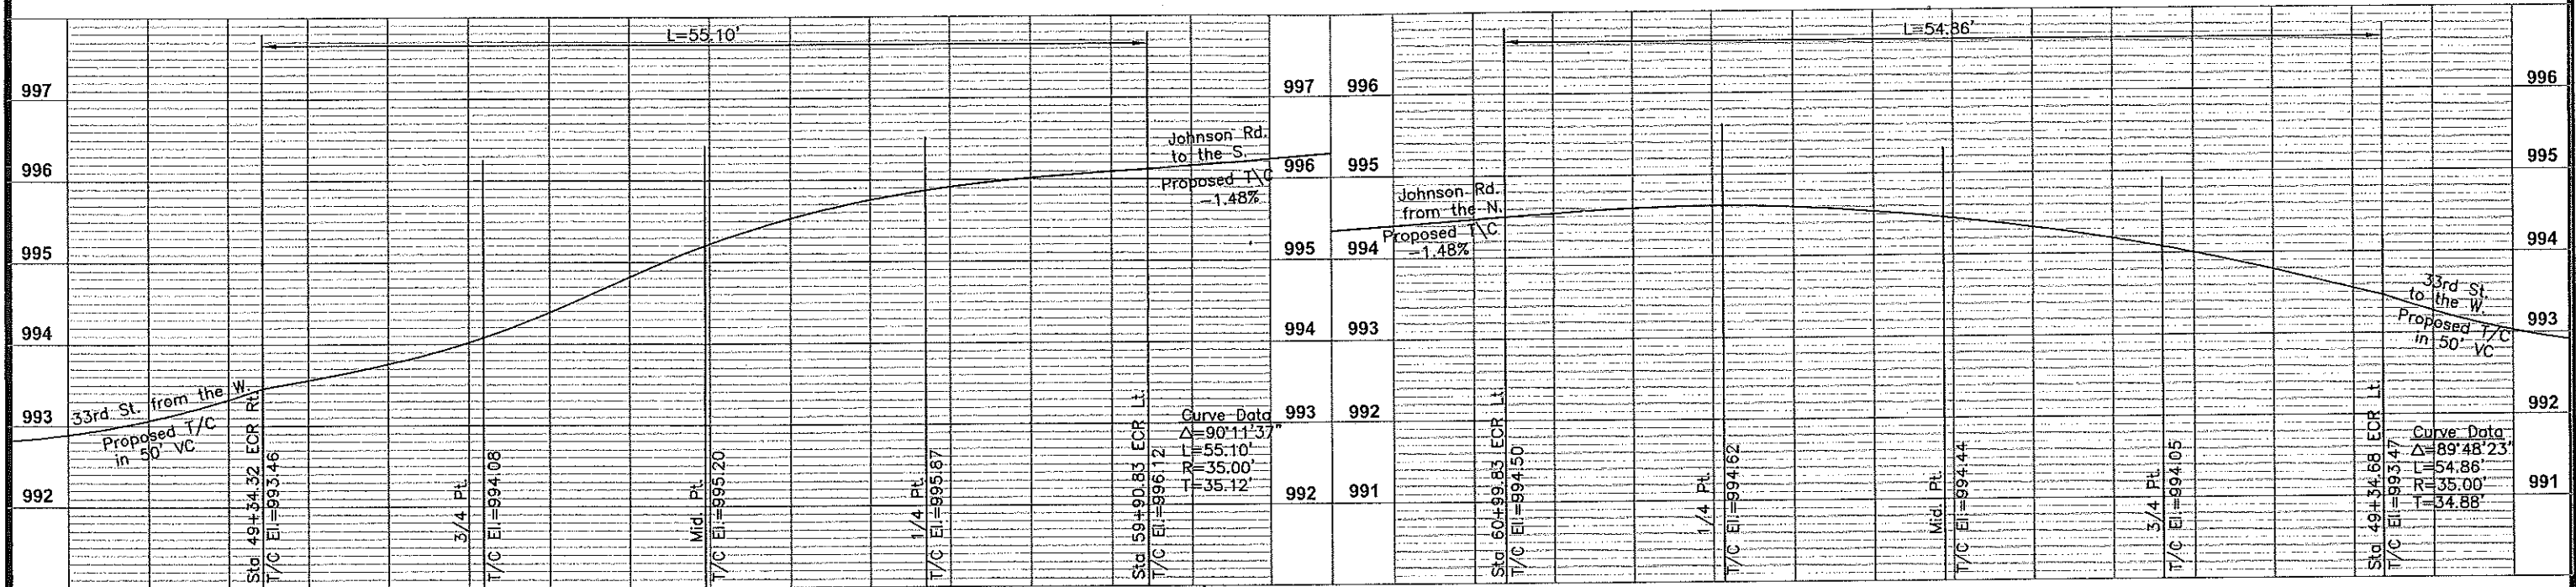 L=55.10'
997
996
995
994
993
992
33rd St. from the W.
Proposed T/C
in 50' VC
Sta 49+34.32 ECR Rt.
T/C El.=993.46
3/4 Pt.
T/C El.=994.08
Mid. Pt.
T/C El.=995.20
1/4 Pt.
T/C El.=995.87
Sta 59+90.83 ECR Lt.
T/C El.=996.12
Johnson Rd.
to the S.
Proposed T\C
-1.48%
Curve Data
Δ=90°11'37"
L=55.10'
R=35.00'
T=35.12'
997
996
995
994
993
992
L=54.86'
996
995
994
993
992
991
Johnson Rd.
from the N.
Proposed T\C
-1.48%
Sta 60+99.83 ECR Lt.
T/C El.=994.50
1/4 Pt.
T/C El.=994.62
Mid. Pt.
T/C El.=994.44
3/4 Pt.
T/C El.=994.05
Sta 49+34.68 ECR Lt.
T/C El.=993.47
33rd St.
to the W.
Proposed T/C
in 50' VC
Curve Data
Δ=89°48'23"
L=54.86'
R=35.00'
T=34.88'
996
995
994
993
992
991